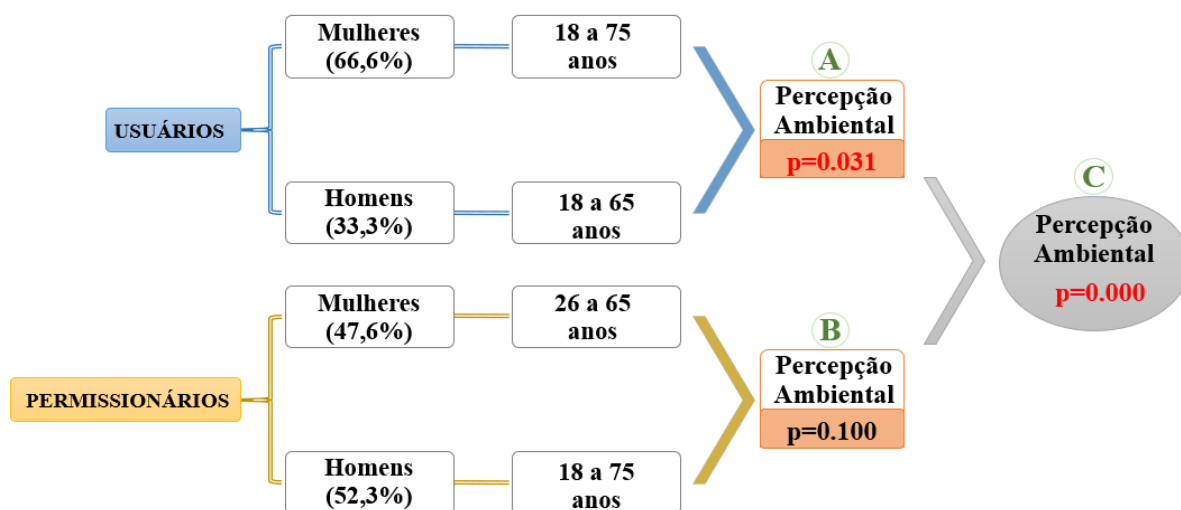 USUÁRIOS
Mulheres
(66,6%)
18 a 75
anos
Homens
(33,3%)
18 a 65
anos
A
Percepção
Ambiental
p=0.031
PERMISSIONÁRIOS
Mulheres
(47,6%)
26 a 65
anos
Homens
(52,3%)
18 a 75
anos
B
Percepção
Ambiental
p=0.100
C
Percepção
Ambiental
p=0.000